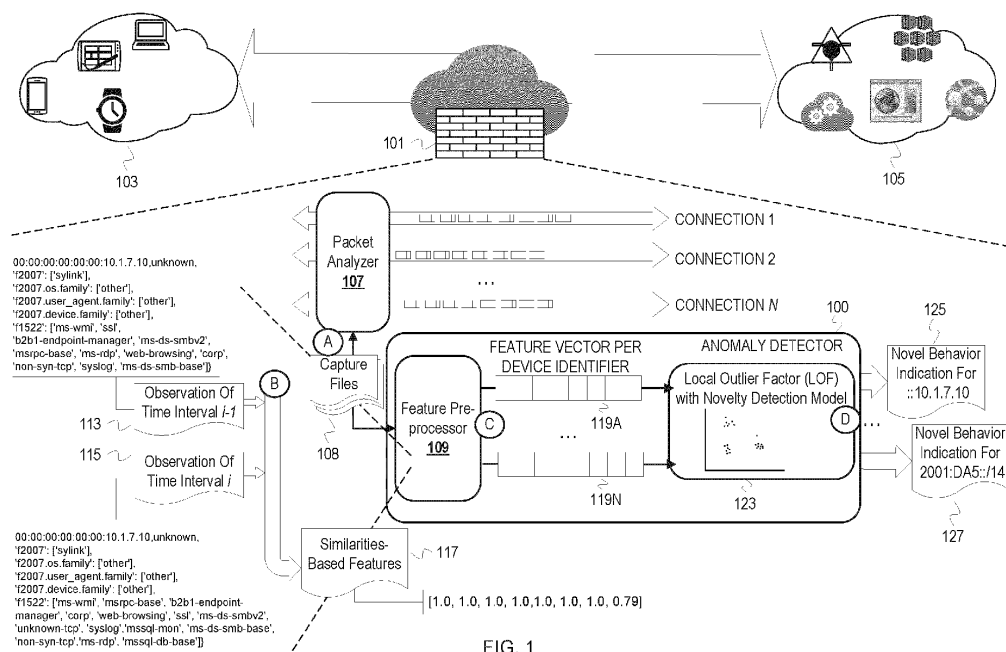 103
101
105
Packet
Analyzer
107
CONNECTION 1
CONNECTION 2
...
CONNECTION N
00:00:00:00:00:00:10.1.7.10,unknown,
'f2007': ['sylink'],
'f2007.os.family': ['other'],
'f2007.user_agent.family': ['other'],
'f2007.device.family': ['other'],
'f1522': ['ms-wmi', 'ssl',
'b2b1-endpoint-manager', 'ms-ds-smbv2',
'msrpc-base', 'ms-rdp', 'web-browsing', 'corp',
'non-syn-tcp', 'syslog', 'ms-ds-smb-base']}
A
Capture
Files
108
B
Observation Of
Time Interval i-1
113
115
Observation Of
Time Interval i
100
FEATURE VECTOR PER
DEVICE IDENTIFIER
ANOMALY DETECTOR
Feature Pre-
processor
109
C
119A
...
119N
Local Outlier Factor (LOF)
with Novelty Detection Model
123
D
125
Novel Behavior
Indication For
::10.1.7.10
...
Novel Behavior
Indication For
2001:DA5::/14
127
00:00:00:00:00:00:10.1.7.10,unknown,
'f2007': ['sylink'],
'f2007.os.family': ['other'],
'f2007.user_agent.family': ['other'],
'f2007.device.family': ['other'],
'f1522': ['ms-wmi', 'msrpc-base', 'b2b1-endpoint-
manager', 'corp', 'web-browsing', 'ssl', 'ms-ds-smbv2',
'unknown-tcp', 'syslog','mssql-mon', 'ms-ds-smb-base',
'non-syn-tcp','ms-rdp', 'mssql-db-base']}
Similarities-
Based Features
117
[1.0, 1.0, 1.0, 1.0,1.0, 1.0, 1.0, 0.79]
FIG. 1